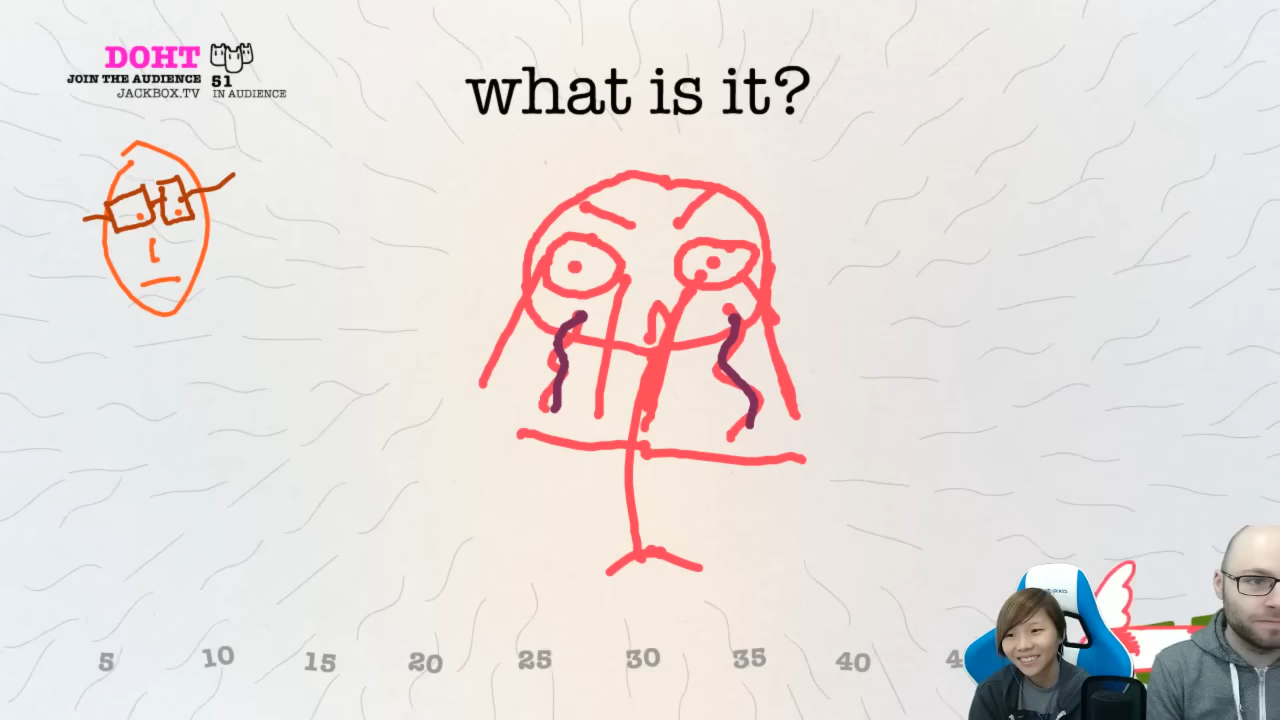 DOHT
JOIN THE AUDIENCE
JACKBOX.TV
51
IN AUDIENCE
what is it?
5 10 15 20 25 30 35 40 4